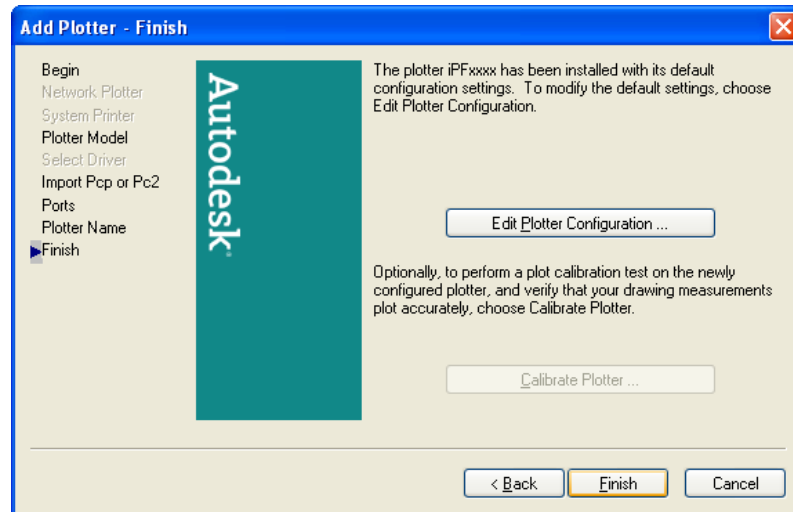 Add Plotter - Finish
Begin
Network Plotter
System Printer
Plotter Model
Select Driver
Import Pcp or Pc2
Ports
Plotter Name
Finish
Autodesk
The plotter iPFxxxx has been installed with its default
configuration settings. To modify the default settings, choose
Edit Plotter Configuration.
Edit Plotter Configuration ...
Optionally, to perform a plot calibration test on the newly
configured plotter, and verify that your drawing measurements
plot accurately, choose Calibrate Plotter.
Calibrate Plotter ...
< Back
Finish
Cancel